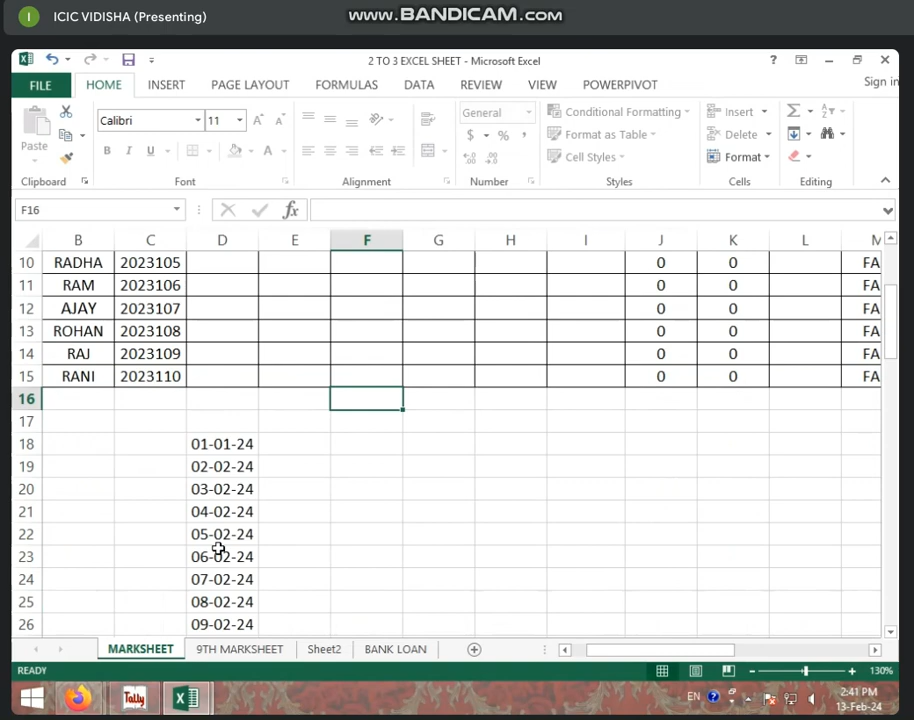 I ICIC VIDISHA (Presenting)
www.BANDICAM.com
2 TO 3 EXCEL SHEET - Microsoft Excel
?
FILE HOME INSERT PAGE LAYOUT FORMULAS DATA REVIEW VIEW POWERPIVOT Sign in
Paste
Calibri 11
B I U A
General
$ % ,
Conditional Formatting
Format as Table
Cell Styles
Insert
Delete
Format
Clipboard Font Alignment Number Styles Cells Editing
F16 fx
B C D E F G H I J K L M
10 RADHA 2023105 0 0 FA
11 RAM 2023106 0 0 FA
12 AJAY 2023107 0 0 FA
13 ROHAN 2023108 0 0 FA
14 RAJ 2023109 0 0 FA
15 RANI 2023110 0 0 FA
16
17
18 01-01-24
19 02-02-24
20 03-02-24
21 04-02-24
22 05-02-24
23 06-02-24
24 07-02-24
25 08-02-24
26 09-02-24
MARKSHEET 9TH MARKSHEET Sheet2 BANK LOAN
READY 130%
Tally EN 2:41 PM
13-Feb-24